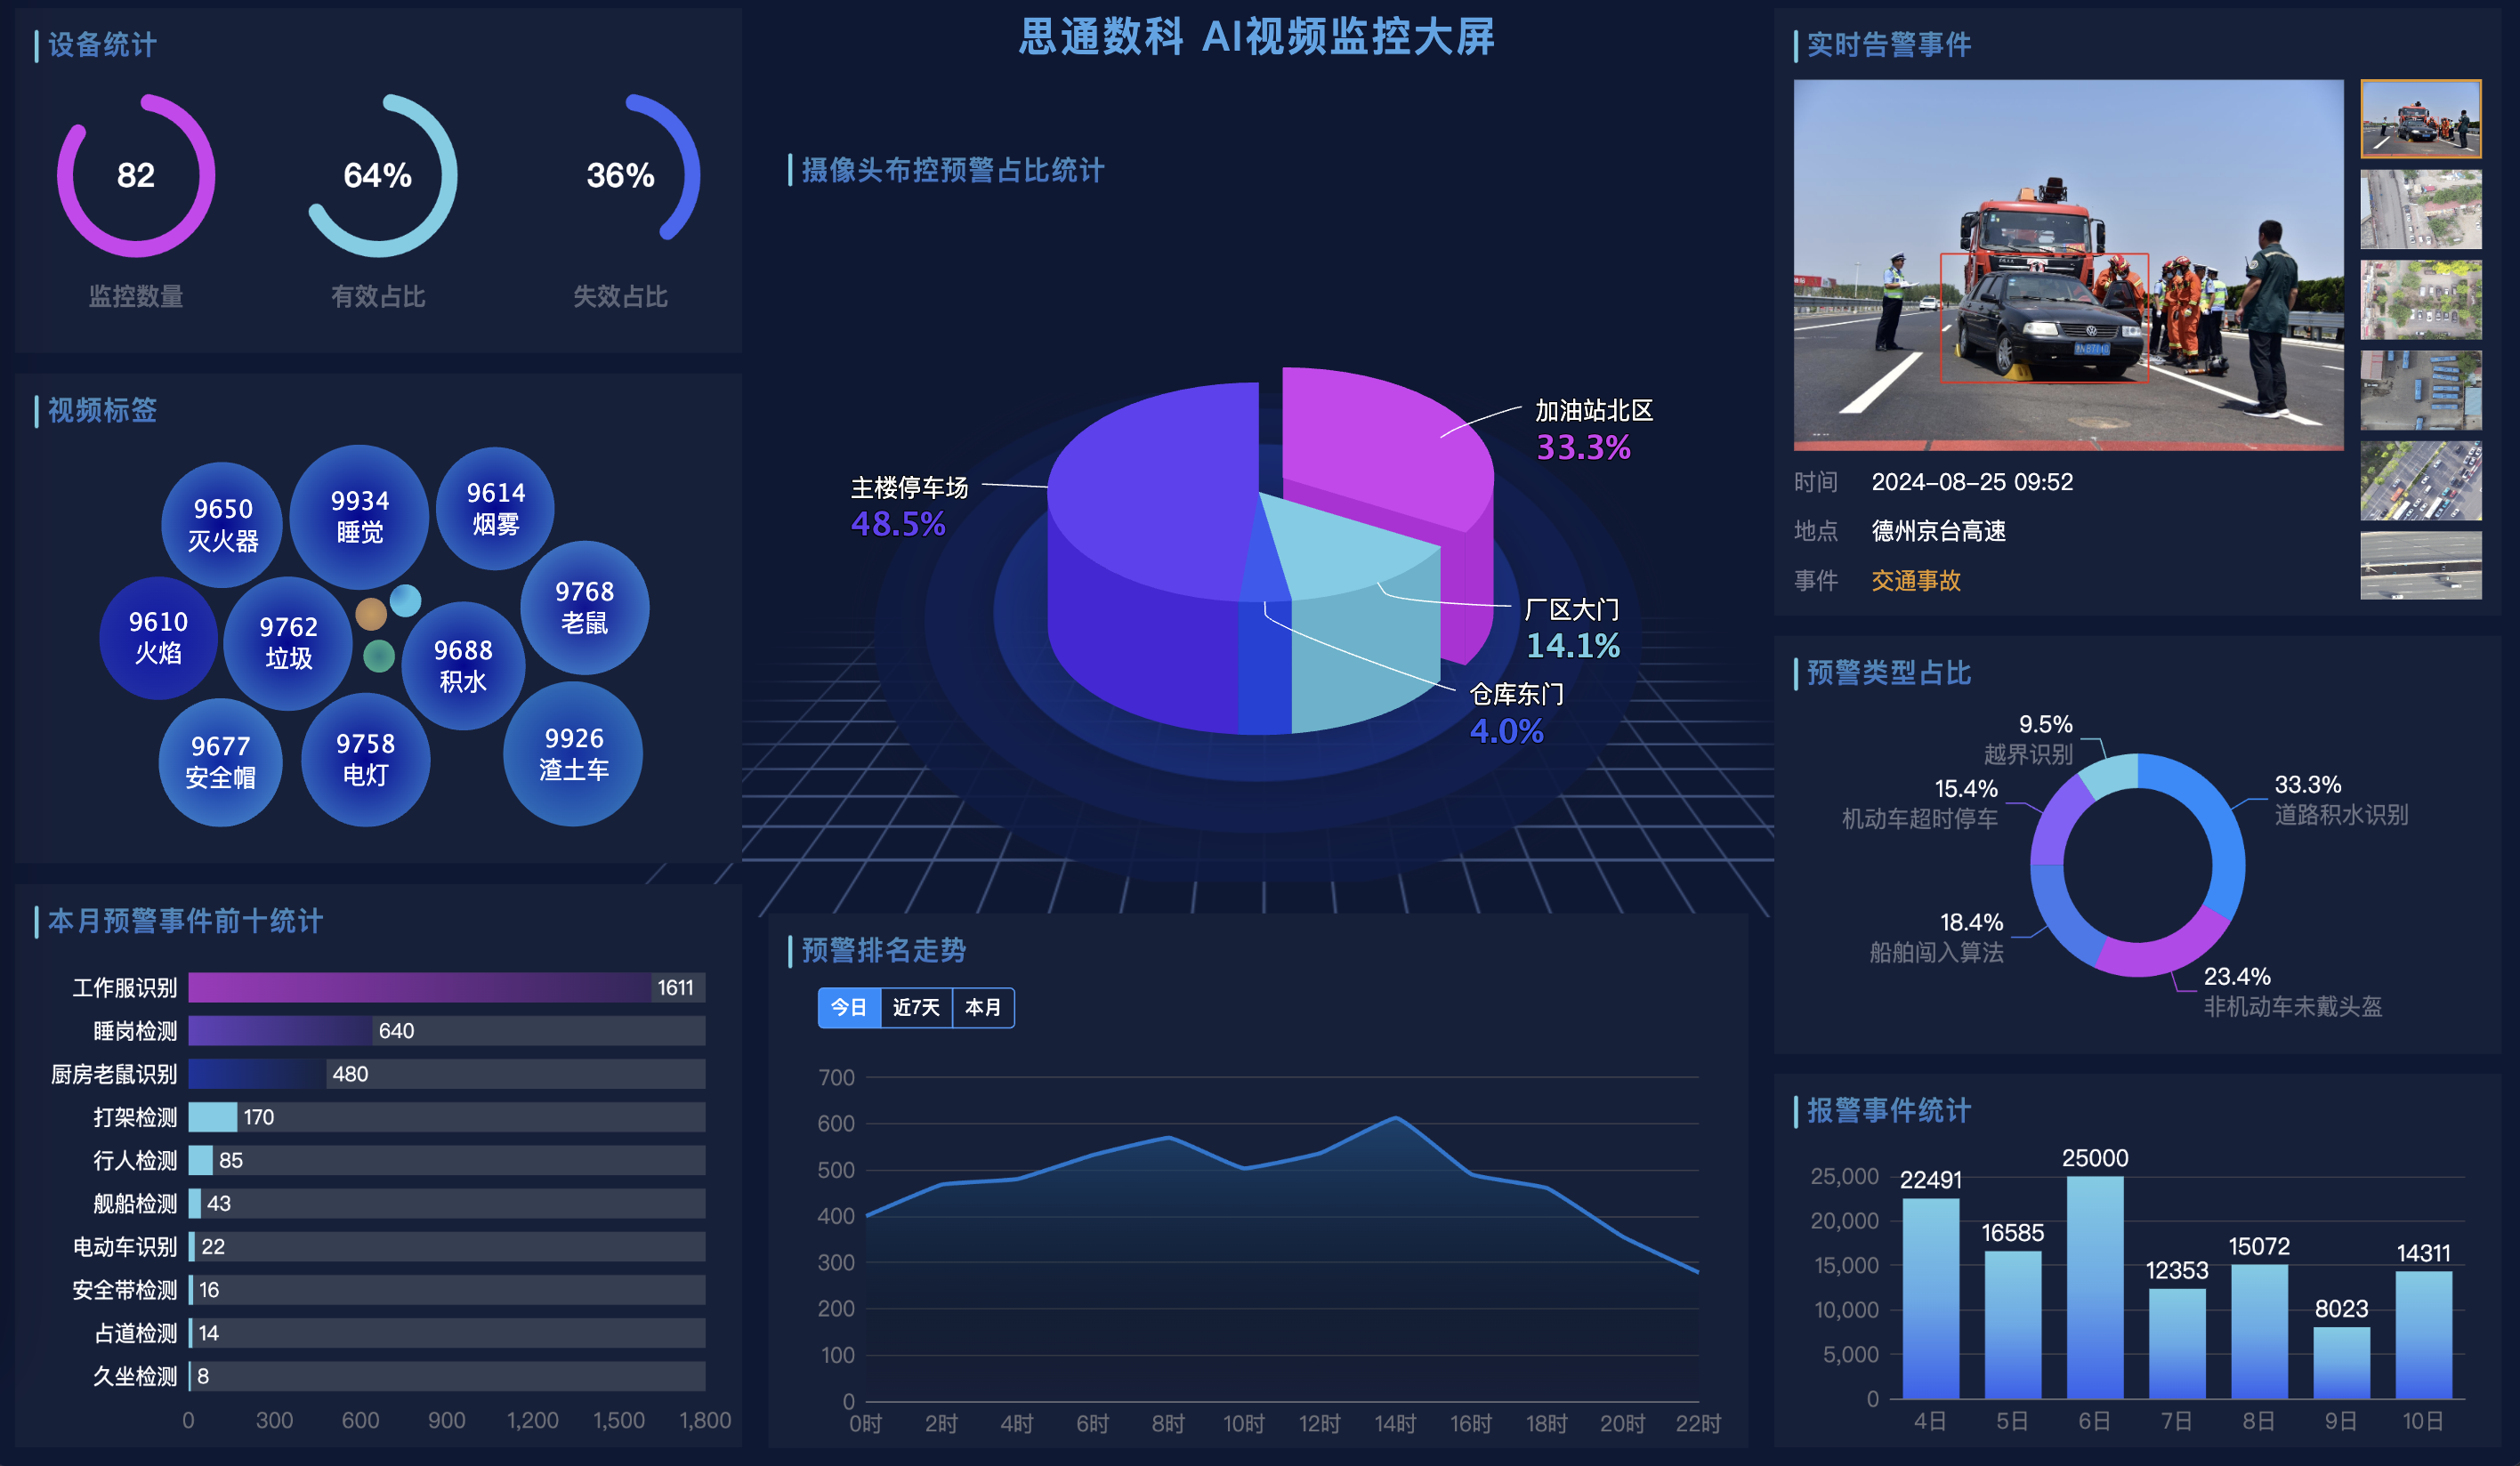 思通数科 AI视频监控大屏
设备统计
82
监控数量
64%
有效占比
36%
失效占比
视频标签
9650
灭火器
9934
睡觉
9614
烟雾
9768
老鼠
9610
火焰
9762
垃圾
9688
积水
9677
安全帽
9758
电灯
9926
渣土车
本月预警事件前十统计
工作服识别 1611
睡岗检测 640
厨房老鼠识别 480
打架检测 170
行人检测 85
舰船检测 43
电动车识别 22
安全带检测 16
占道检测 14
久坐检测 8
0 300 600 900 1,200 1,500 1,800
摄像头布控预警占比统计
加油站北区
33.3%
主楼停车场
48.5%
厂区大门
14.1%
仓库东门
4.0%
预警排名走势
今日 近7天 本月
700
600
500
400
300
200
100
0
0时 2时 4时 6时 8时 10时 12时 14时 16时 18时 20时 22时
实时告警事件
时间 2024-08-25 09:52
地点 德州京台高速
事件 交通事故
预警类型占比
9.5%
越界识别
33.3%
道路积水识别
15.4%
机动车超时停车
18.4%
船舶闯入算法
23.4%
非机动车未戴头盔
报警事件统计
25,000
20,000
15,000
10,000
5,000
0
22491
16585
25000
12353
15072
8023
14311
4日 5日 6日 7日 8日 9日 10日